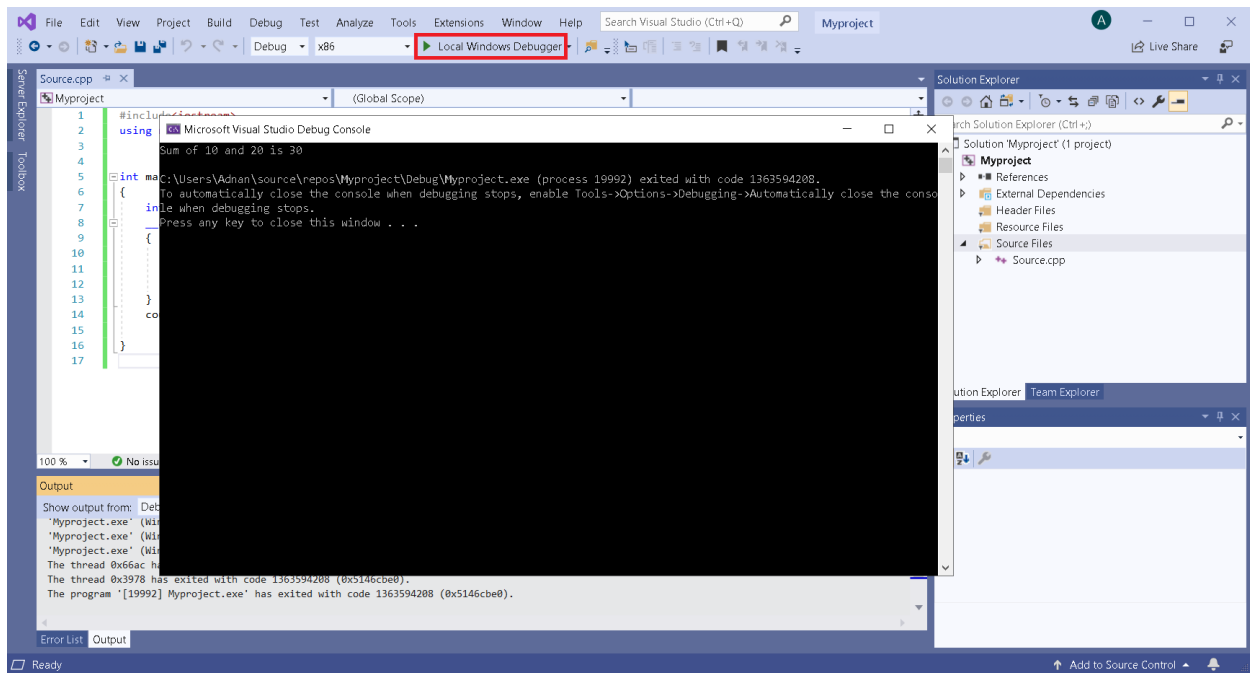 File Edit View Project Build Debug Test Analyze Tools Extensions Window Help Search Visual Studio (Ctrl+Q) Myproject A
Debug x86 Local Windows Debugger Live Share
Server Explorer
Toolbox
Source.cpp
Myproject (Global Scope)
1 #include<iostream>
2 using
3
4
5 int ma
6 {
7 in
8 __
9 {
10
11
12
13 }
14 co
15
16 }
17
100 % No issu
Microsoft Visual Studio Debug Console
Sum of 10 and 20 is 30
C:\Users\Adnan\source\repos\Myproject\Debug\Myproject.exe (process 19992) exited with code 1363594208.
To automatically close the console when debugging stops, enable Tools->Options->Debugging->Automatically close the conso
le when debugging stops.
Press any key to close this window . . .
Solution Explorer
arch Solution Explorer (Ctrl+;)
Solution 'Myproject' (1 project)
Myproject
References
External Dependencies
Header Files
Resource Files
Source Files
Source.cpp
ution Explorer Team Explorer
perties
Output
Show output from: Deb
'Myproject.exe' (Win
'Myproject.exe' (Win
'Myproject.exe' (Win
The thread 0x66ac ha
The thread 0x3978 has exited with code 1363594208 (0x5146cbe0).
The program '[19992] Myproject.exe' has exited with code 1363594208 (0x5146cbe0).
Error List Output
Ready Add to Source Control